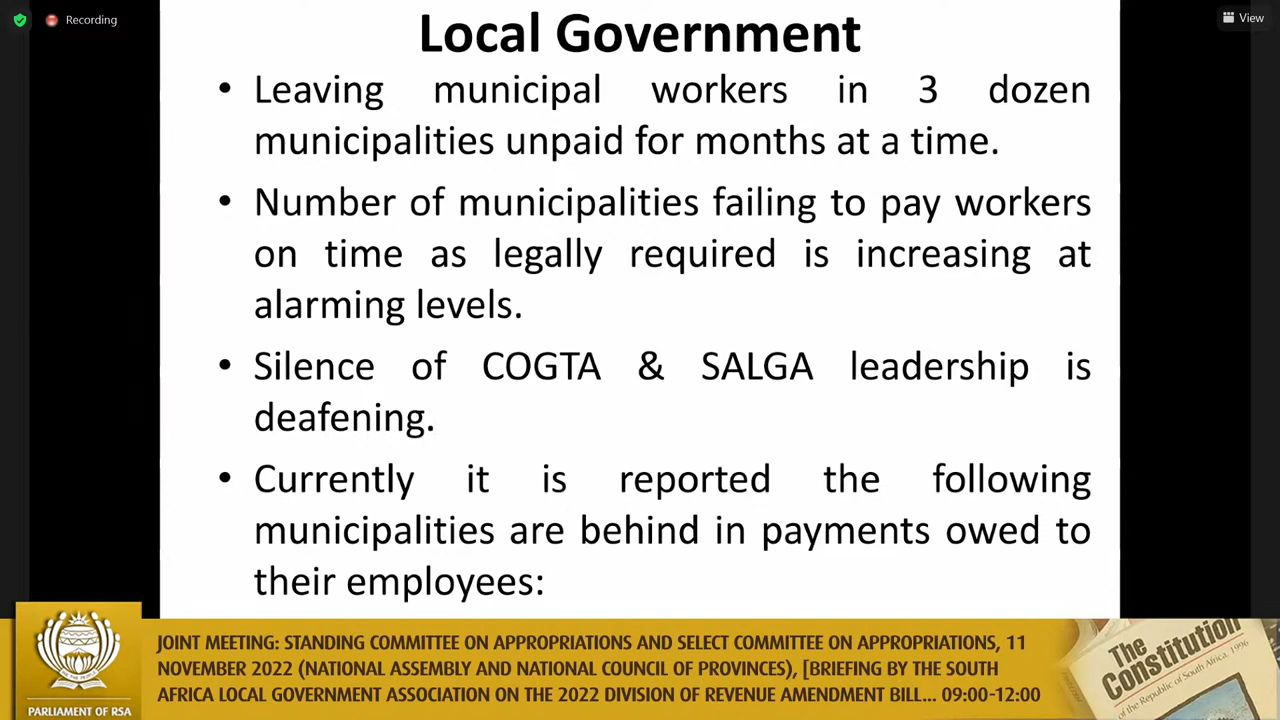 Recording
View
Local Government
• Leaving municipal workers in 3 dozen
municipalities unpaid for months at a time.
• Number of municipalities failing to pay workers
on time as legally required is increasing at
alarming levels.
• Silence of COGTA & SALGA leadership is
deafening.
• Currently it is reported the following
municipalities are behind in payments owed to
their employees:
PARLIAMENT OF RSA
JOINT MEETING: STANDING COMMITTEE ON APPROPRIATIONS AND SELECT COMMITTEE ON APPROPRIATIONS, 11
NOVEMBER 2022 (NATIONAL ASSEMBLY AND NATIONAL COUNCIL OF PROVINCES), [BRIEFING BY THE SOUTH
AFRICA LOCAL GOVERNMENT ASSOCIATION ON THE 2022 DIVISION OF REVENUE AMENDMENT BILL... 09:00-12:00
The
Constitution
of the Republic of South Africa, 1996